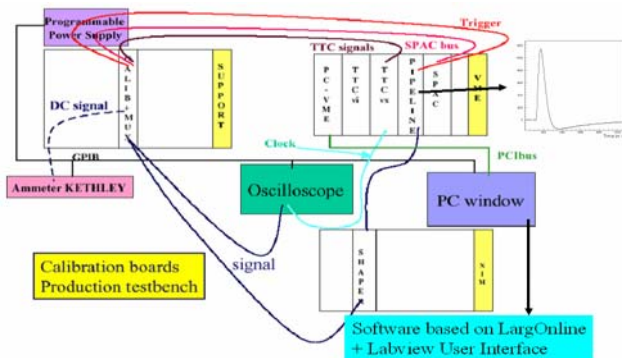 Programmable
Power Supply
Trigger
SPAC bus
TTC signals
ALIB+MUX
SUPPORT
PC-VME
TTCvi
TTCvx
PIPELINE
SPAC
VME
DC signal
GPIB
Clock
PCIbus
Ammeter KETHLEY
Oscilloscope
PC window
signal
SHAPER
NIM
Calibration boards
Production testbench
Software based on LargOnline
+ Labview User Interface